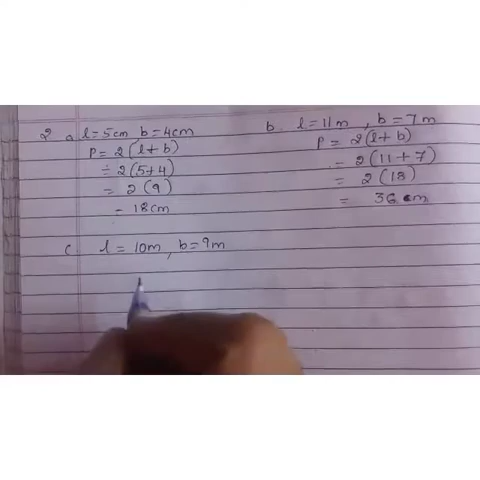 2 a l = 5cm b = 4cm
P = 2(l+b)
= 2(5+4)
= 2(9)
= 18cm
b. l = 11m , b = 7m
P = 2(l+b)
= 2(11+7)
= 2(18)
= 36 m
c. l = 10m , b = 9m